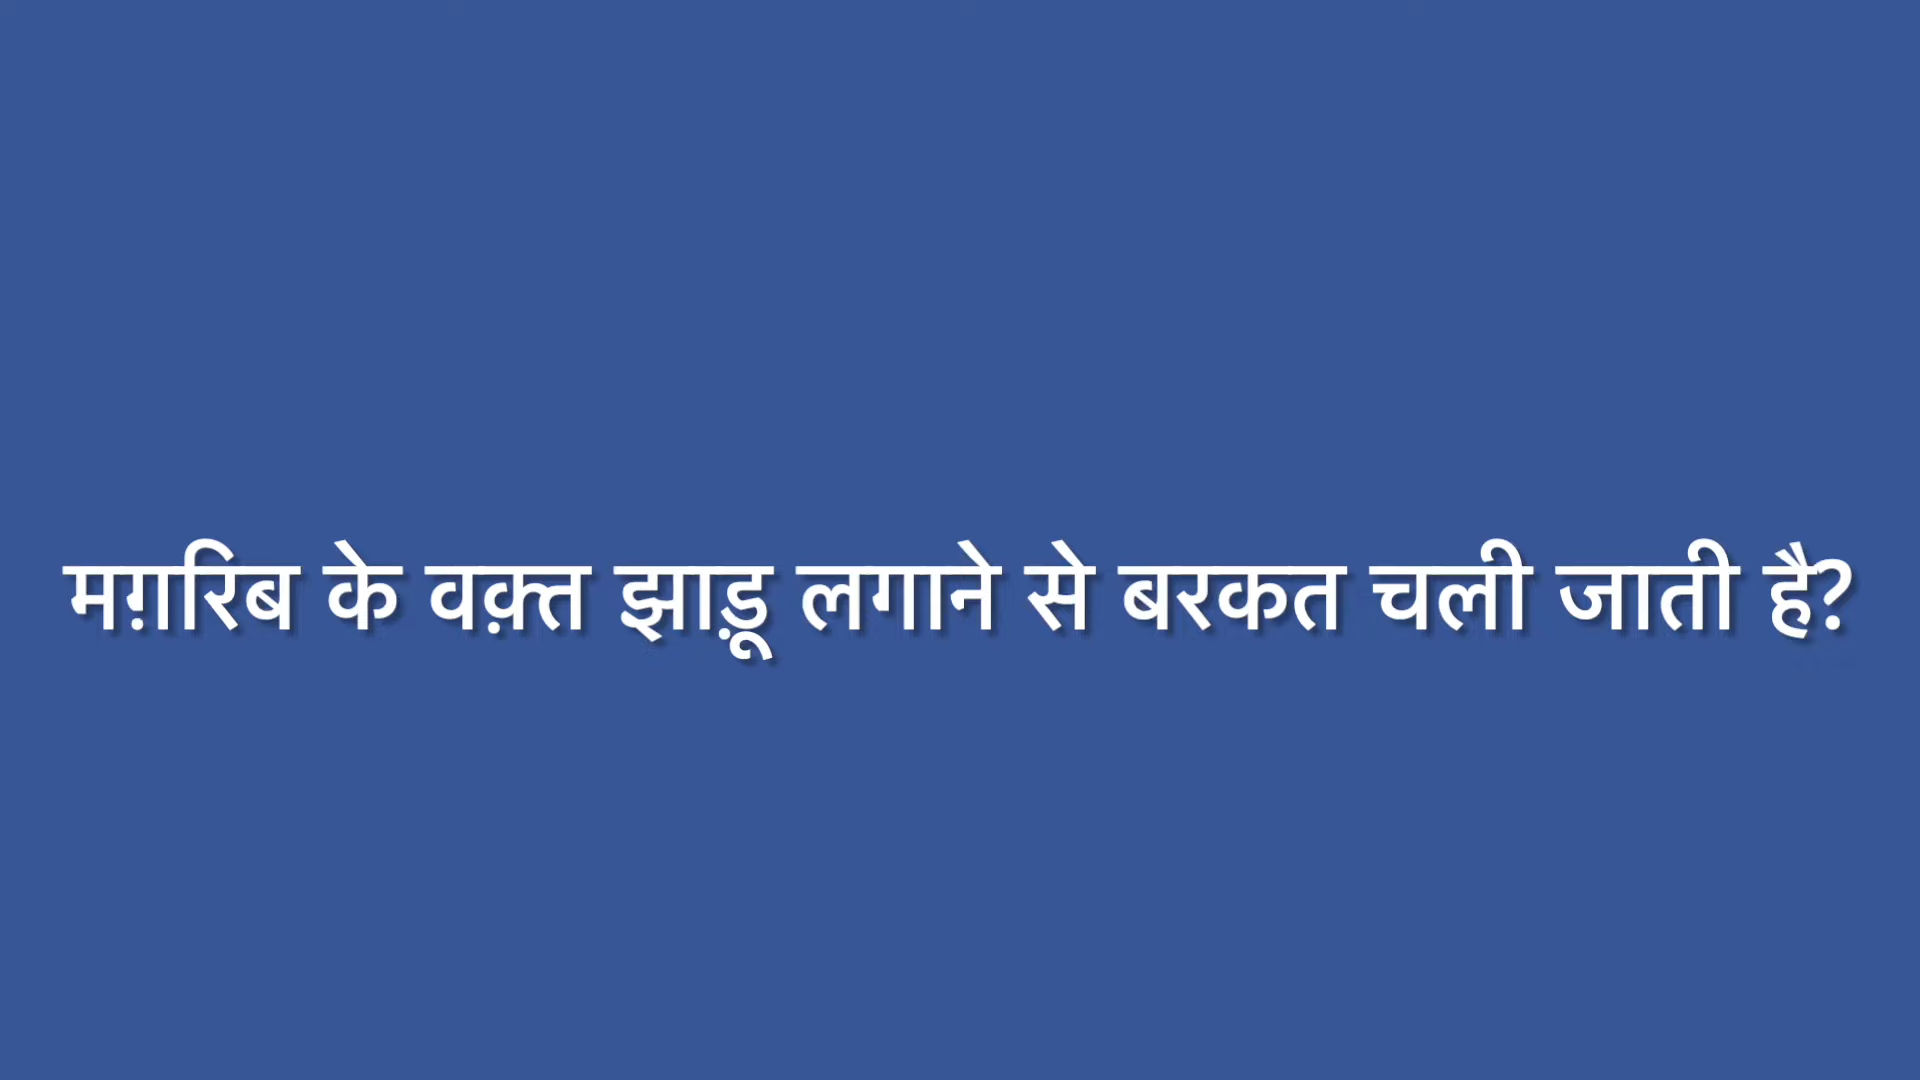 मग़रिब के वक़्त झाड़ू लगाने से बरकत चली जाती है?